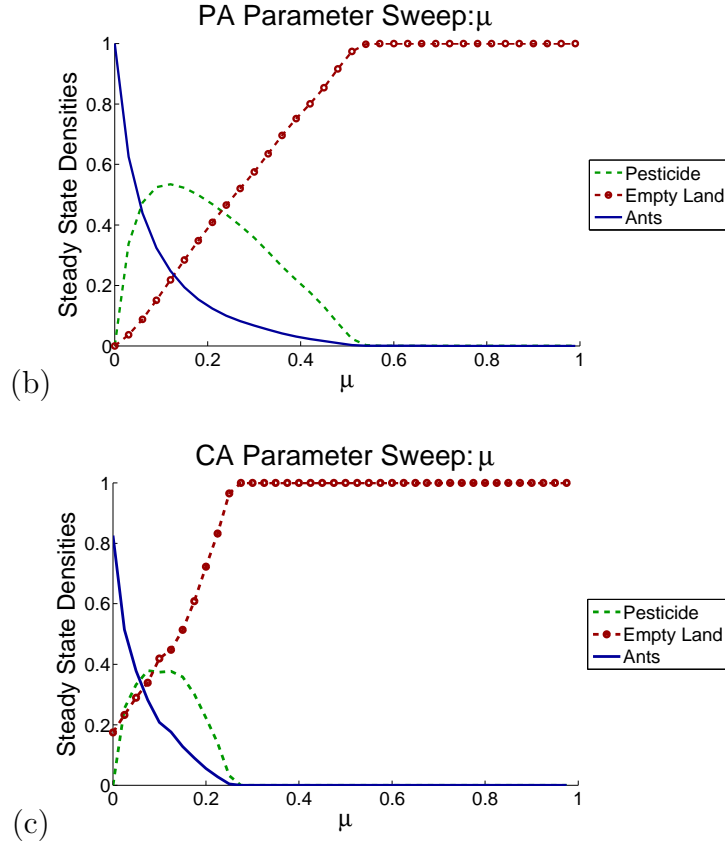 PA Parameter Sweep: μ
Steady State Densities
1
0.8
0.6
0.4
0.2
0
0
0.2
0.4
0.6
0.8
1
μ
Pesticide
Empty Land
Ants
(b)
CA Parameter Sweep: μ
Steady State Densities
1
0.8
0.6
0.4
0.2
0
0
0.2
0.4
0.6
0.8
1
μ
Pesticide
Empty Land
Ants
(c)